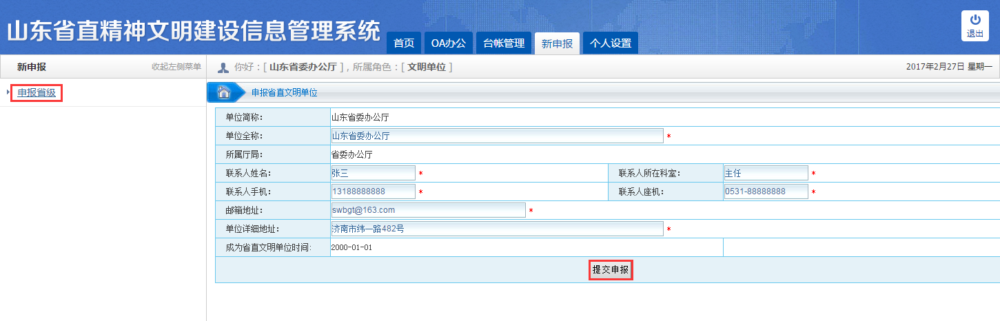 山东省直精神文明建设信息管理系统
首页 OA办公 台帐管理 新申报 个人设置
退出
新申报 收起左侧菜单
你好：[ 山东省委办公厅 ]，所属角色：[ 文明单位 ]
2017年2月27日 星期一
申报省级
申报省直文明单位
单位简称： 山东省委办公厅
单位全称： 山东省委办公厅 *
所属厅局： 省委办公厅
联系人姓名： 张三 * 联系人所在科室： 主任 *
联系人手机： 13188888888 * 联系人座机： 0531-88888888 *
邮箱地址： swbgt@163.com *
单位详细地址： 济南市纬一路482号 *
成为省直文明单位时间: 2000-01-01
提交申报